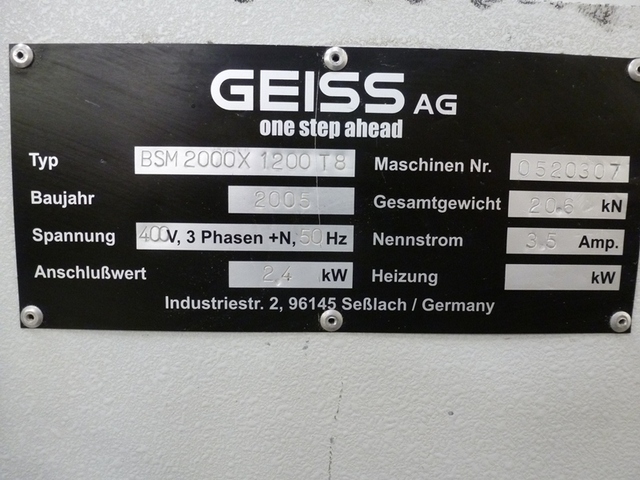 GEISS AG
one step ahead
Typ BSM 2000X 1200 T8 Maschinen Nr. 0520307
Baujahr 2005 Gesamtgewicht 20.6 kN
Spannung 400V, 3 Phasen +N, 50 Hz Nennstrom 3.5 Amp.
Anschlußwert 2.4 kW Heizung kW
Industriestr. 2, 96145 Seßlach / Germany